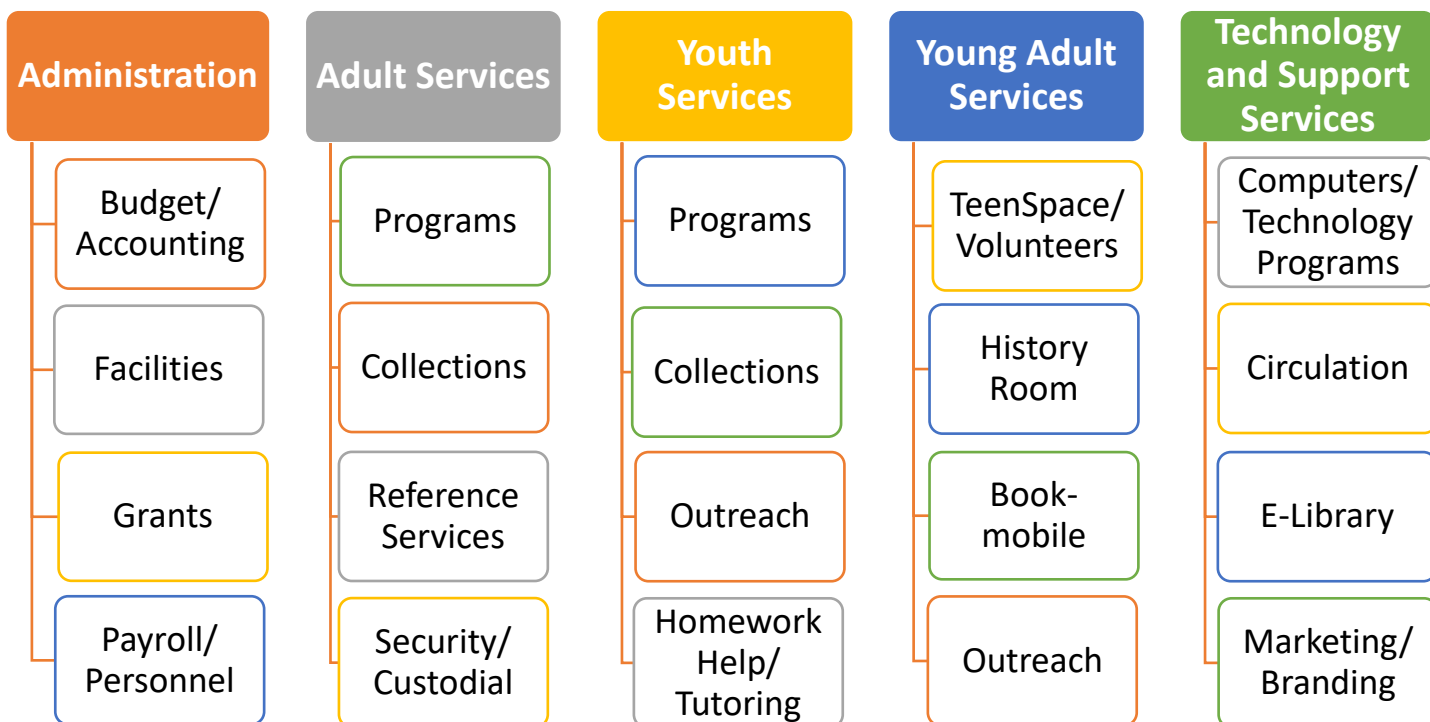 Administration
Budget/
Accounting
Facilities
Grants
Payroll/
Personnel
Adult Services
Programs
Collections
Reference
Services
Security/
Custodial
Youth
Services
Programs
Collections
Outreach
Homework
Help/
Tutoring
Young Adult
Services
TeenSpace/
Volunteers
History
Room
Book-
mobile
Outreach
Technology
and Support
Services
Computers/
Technology
Programs
Circulation
E-Library
Marketing/
Branding